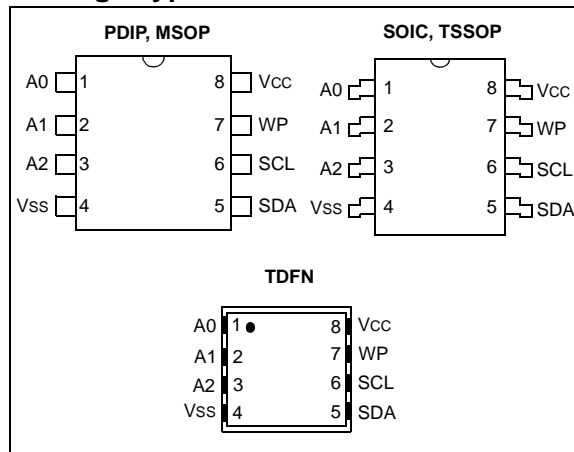 PDIP, MSOP
A0 1 8 VCC
A1 2 7 WP
A2 3 6 SCL
VSS 4 5 SDA
SOIC, TSSOP
A0 1 8 VCC
A1 2 7 WP
A2 3 6 SCL
VSS 4 5 SDA
TDFN
A0 1 8 VCC
A1 2 7 WP
A2 3 6 SCL
VSS 4 5 SDA